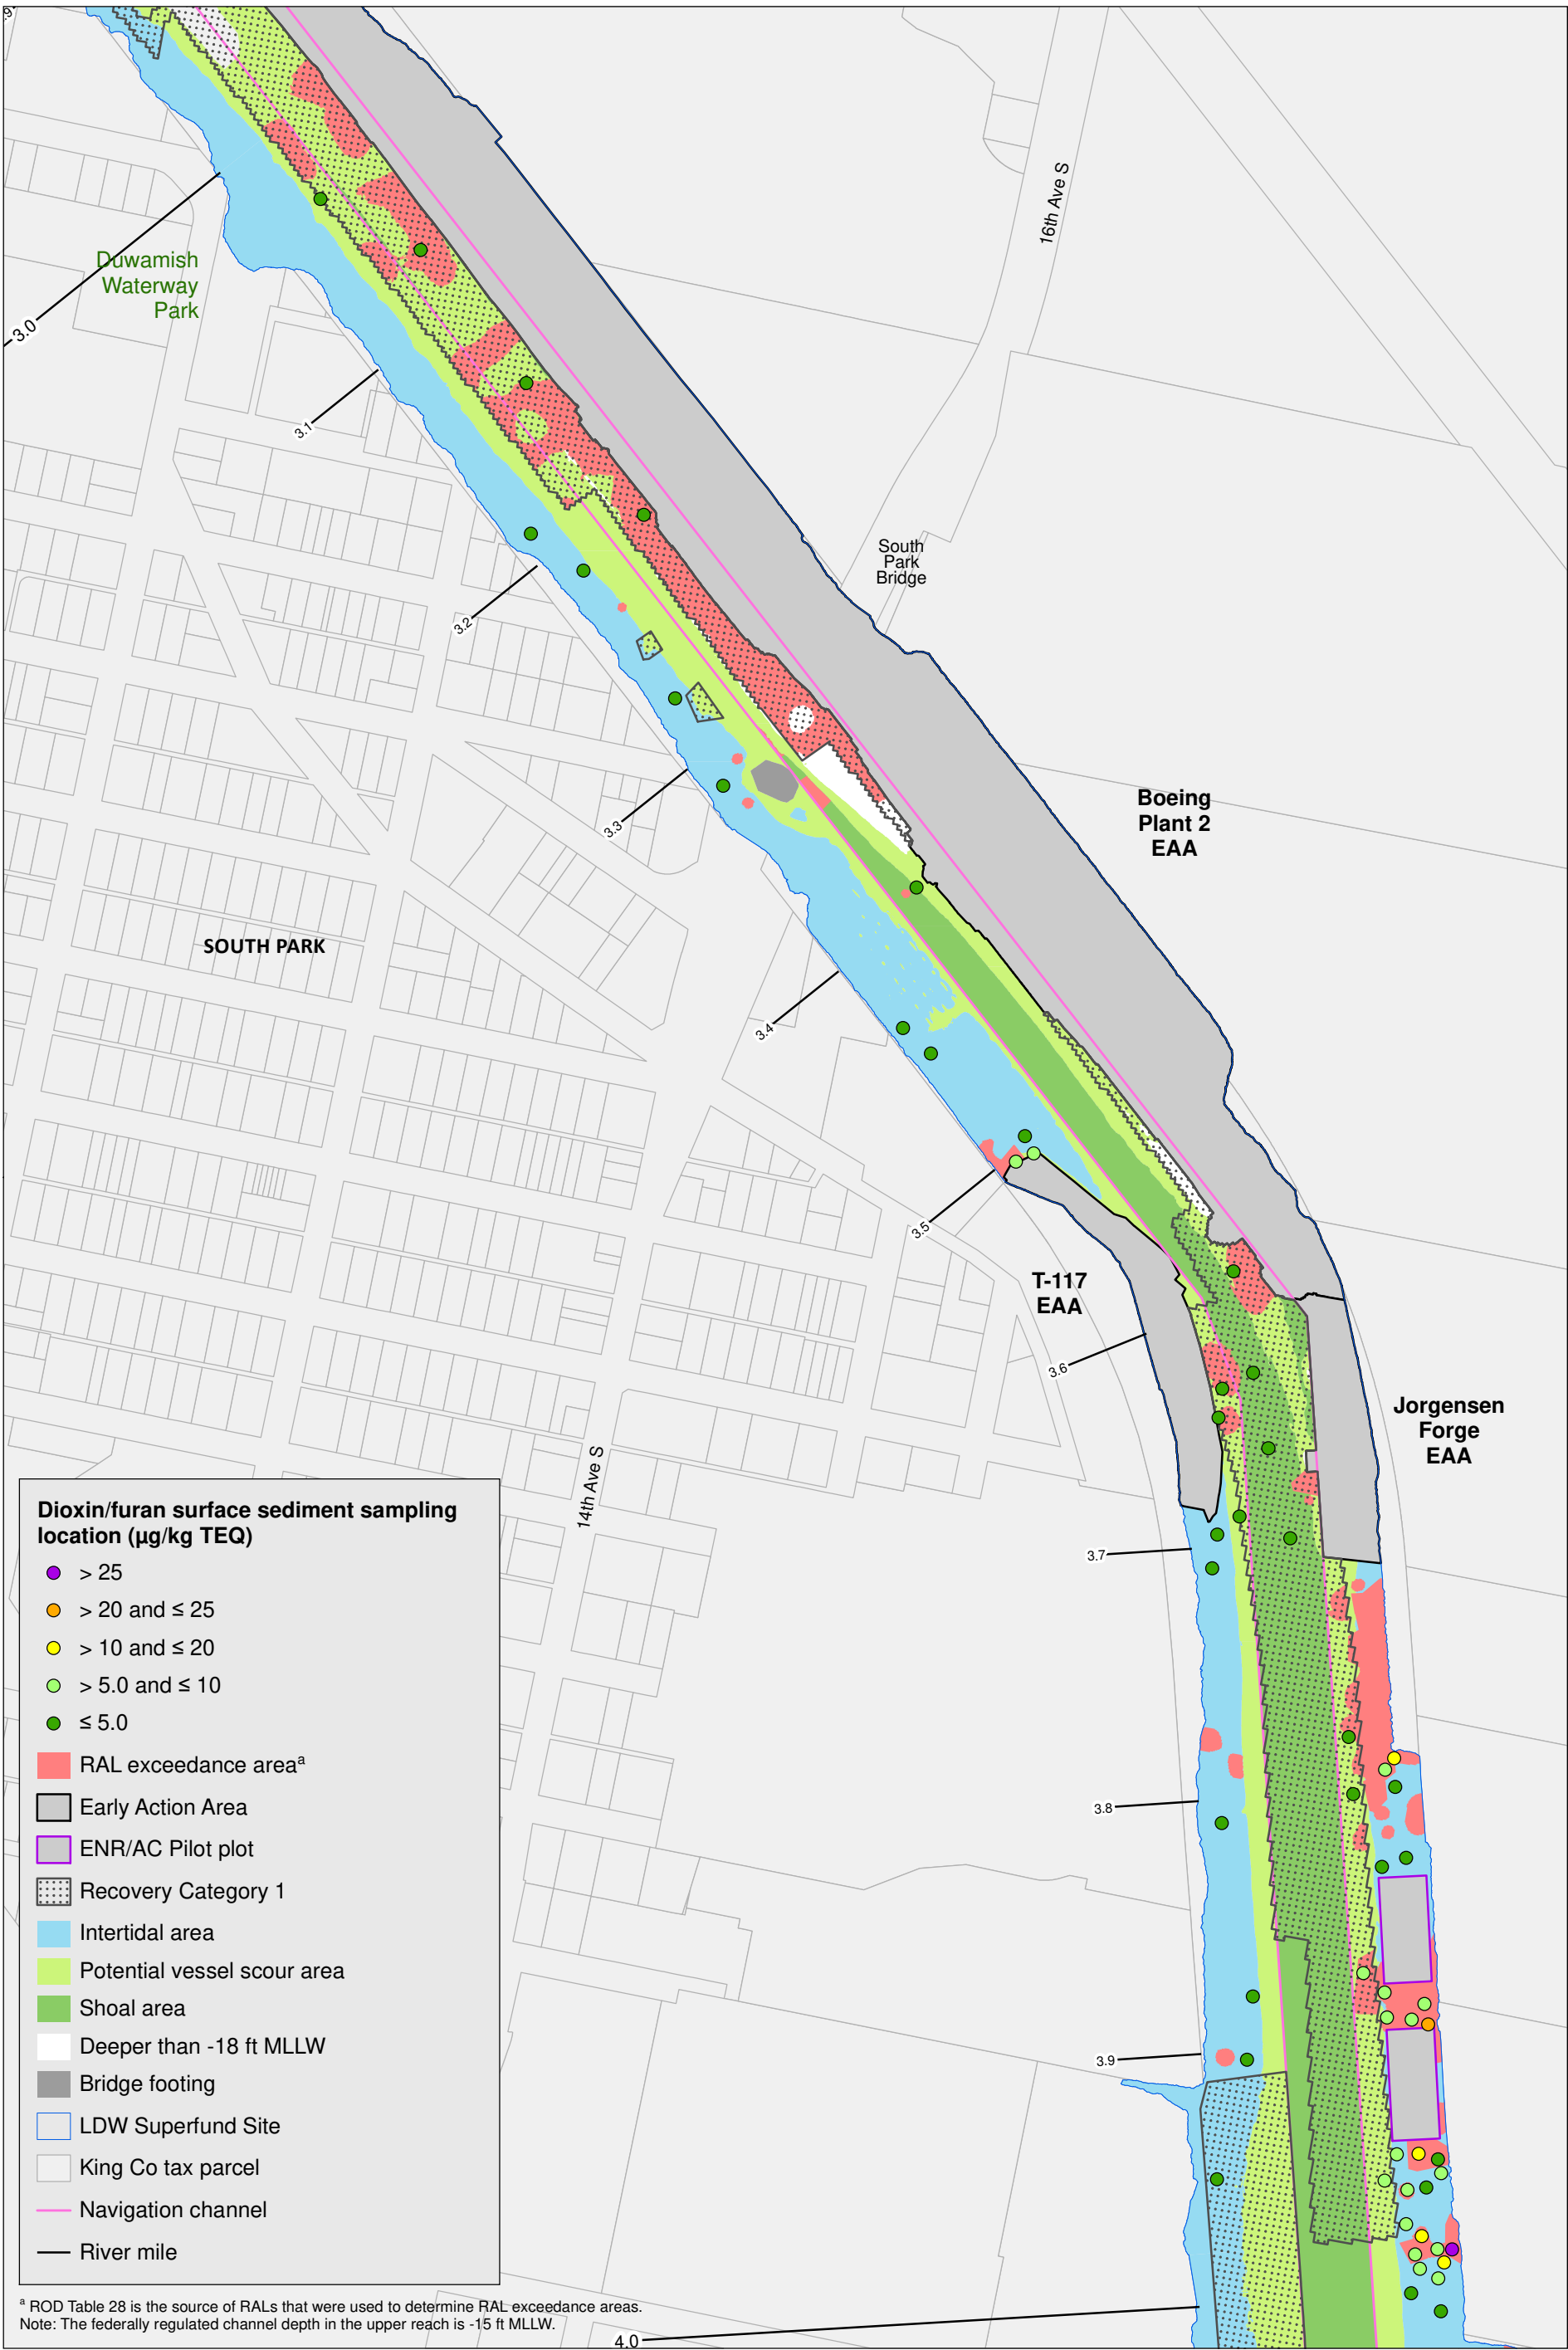 16th Ave S
Duwamish
Waterway
Park
3.0
3.1
South
Park
Bridge
3.2
Boeing
Plant 2
EAA
3.3
SOUTH PARK
3.4
3.5
T-117
EAA
3.6
Jorgensen
Forge
EAA
14th Ave S
3.7
3.8
3.9
4.0
Dioxin/furan surface sediment sampling
location (µg/kg TEQ)
> 25
> 20 and ≤ 25
> 10 and ≤ 20
> 5.0 and ≤ 10
≤ 5.0
RAL exceedance areaᵃ
Early Action Area
ENR/AC Pilot plot
Recovery Category 1
Intertidal area
Potential vessel scour area
Shoal area
Deeper than -18 ft MLLW
Bridge footing
LDW Superfund Site
King Co tax parcel
Navigation channel
River mile
ᵃ ROD Table 28 is the source of RALs that were used to determine RAL exceedance areas.
Note: The federally regulated channel depth in the upper reach is -15 ft MLLW.